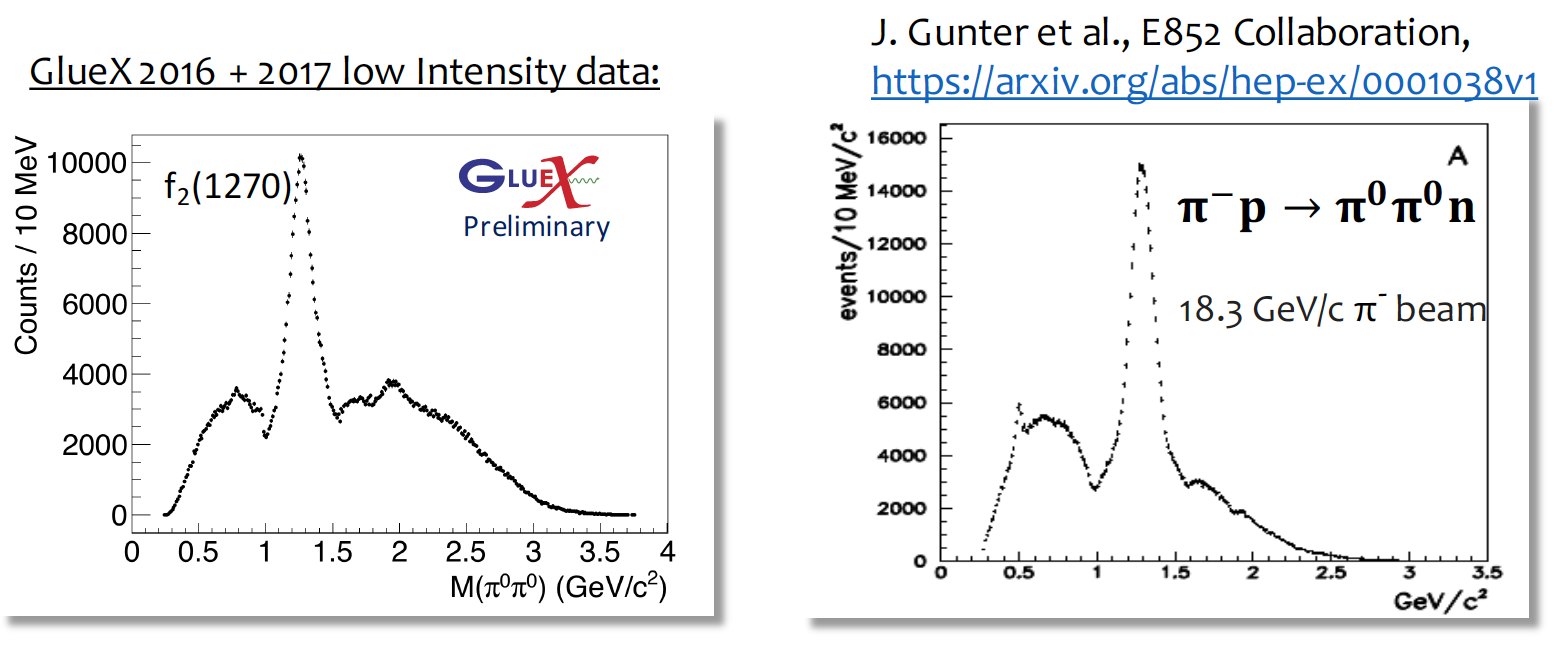 GlueX 2016 + 2017 low Intensity data:
Counts / 10 MeV
10000
8000
6000
4000
2000
0
f₂(1270)
GLUEX
Preliminary
0 0.5 1 1.5 2 2.5 3 3.5 4
M(π⁰π⁰) (GeV/c²)
J. Gunter et al., E852 Collaboration,
https://arxiv.org/abs/hep-ex/0001038v1
events/10 MeV/c²
16000
14000
12000
10000
8000
6000
4000
2000
0
A
π⁻p → π⁰π⁰n
18.3 GeV/c π⁻ beam
0 0.5 1 1.5 2 2.5 3 3.5
GeV/c²